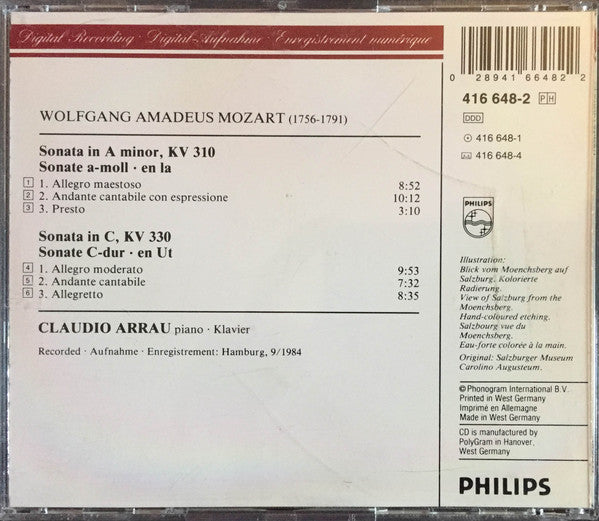 Digital Recording · Digital-Aufnahme · Enregistrement numérique
WOLFGANG AMADEUS MOZART (1756-1791)
Sonata in A minor, KV 310
Sonate a-moll · en la
1 1. Allegro maestoso 8:52
2 2. Andante cantabile con espressione 10:12
3 3. Presto 3:10
Sonata in C, KV 330
Sonate C-dur · en Ut
4 1. Allegro moderato 9:53
5 2. Andante cantabile 7:32
6 3. Allegretto 8:35
CLAUDIO ARRAU piano · Klavier
Recorded · Aufnahme · Enregistrement: Hamburg, 9/1984
0 28941 66482 2
416 648-2 PH
DDD
416 648-1
416 648-4
PHILIPS
Illustration:
Blick vom Moenchsberg auf
Salzburg. Kolorierte
Radierung.
View of Salzburg from the
Moenchsberg.
Hand-coloured etching.
Salzbourg vue du
Moenchsberg.
Eau-forte colorée à la main.
Original: Salzburger Museum
Carolino Augusteum.
© Phonogram International B.V.
Printed in West Germany
Imprimé en Allemagne
Made in West Germany
CD is manufactured by
PolyGram in Hanover,
West Germany
PHILIPS